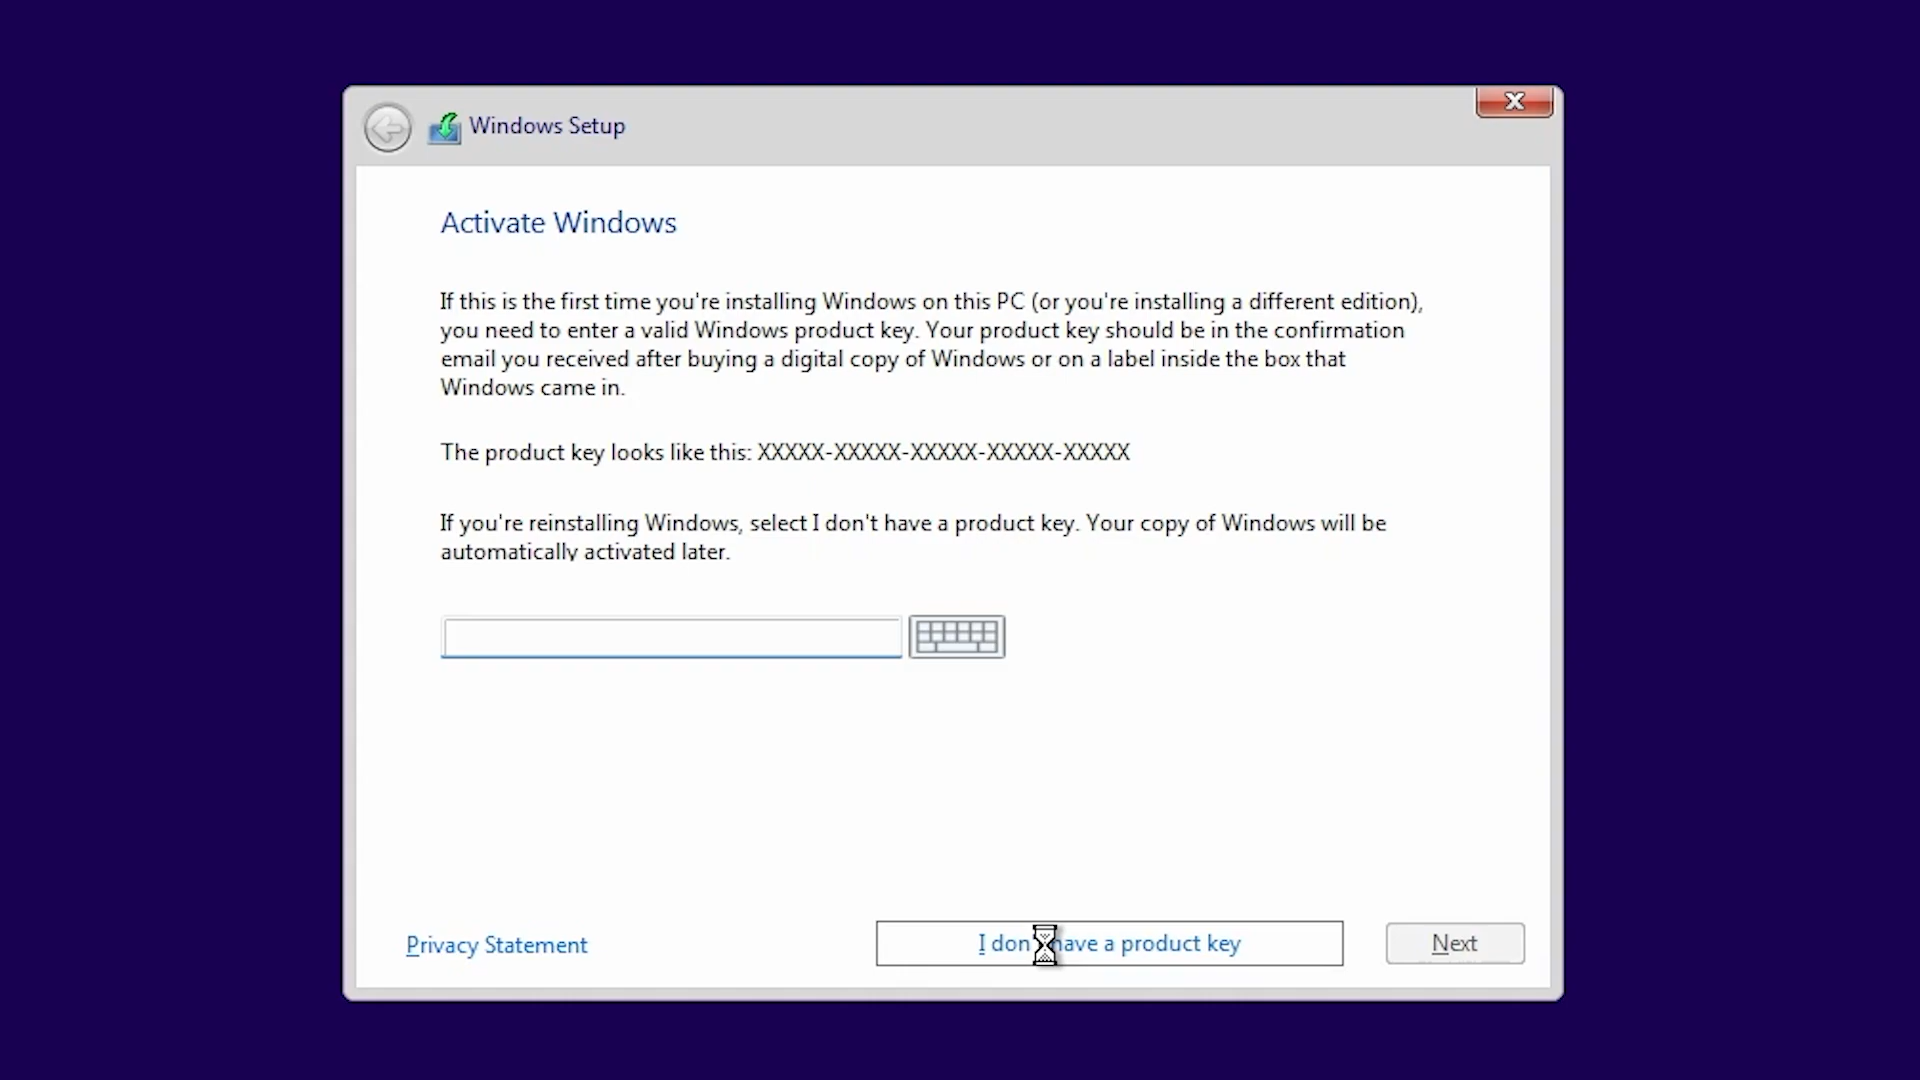 Windows Setup
Activate Windows
If this is the first time you're installing Windows on this PC (or you're installing a different edition),
you need to enter a valid Windows product key. Your product key should be in the confirmation
email you received after buying a digital copy of Windows or on a label inside the box that
Windows came in.
The product key looks like this: XXXXX-XXXXX-XXXXX-XXXXX-XXXXX
If you're reinstalling Windows, select I don't have a product key. Your copy of Windows will be
automatically activated later.
Privacy Statement
I don't have a product key
Next